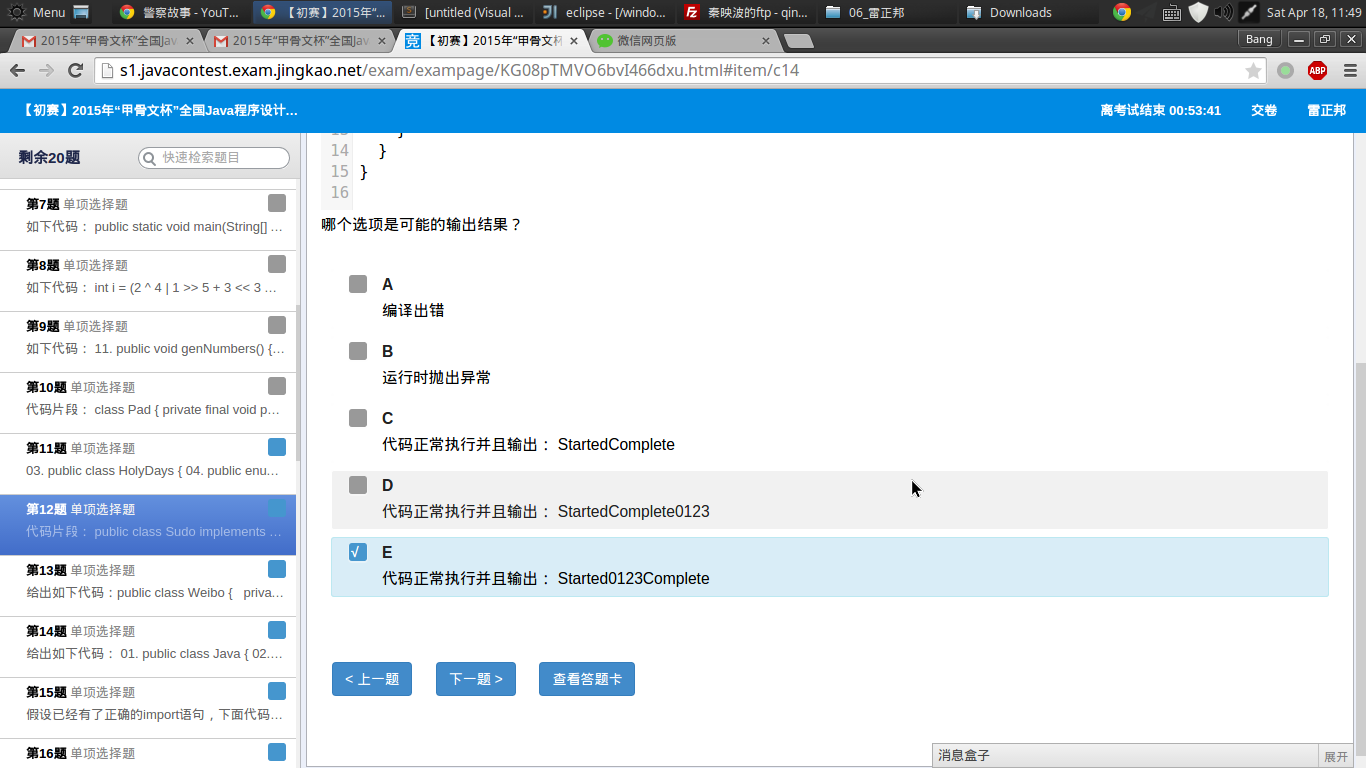 Menu
警察故事 - YouT...
【初赛】2015年“...
[untitled (Visual ...
eclipse - [/windo...
秦映波的ftp - qin...
06_雷正邦
Downloads
Sat Apr 18, 11:49
2015年“甲骨文杯”全国Jav
2015年“甲骨文杯”全国Jav
【初赛】2015年“甲骨文杯
微信网页版
Bang
s1.javacontest.exam.jingkao.net/exam/exampage/KG08pTMVO6bvI466dxu.html#item/c14
ABP
【初赛】2015年“甲骨文杯”全国Java程序设计…
离考试结束 00:53:41
交卷
雷正邦
剩余20题
快速检索题目
第7题 单项选择题
如下代码： public static void main(String[] …
第8题 单项选择题
如下代码： int i = (2 ^ 4 | 1 >> 5 + 3 << 3 …
第9题 单项选择题
如下代码： 11. public void genNumbers() {…
第10题 单项选择题
代码片段： class Pad { private final void p…
第11题 单项选择题
03. public class HolyDays { 04. public enu…
第12题 单项选择题
代码片段： public class Sudo implements …
第13题 单项选择题
给出如下代码：public class Weibo { priva…
第14题 单项选择题
给出如下代码： 01. public class Java { 02.…
第15题 单项选择题
假设已经有了正确的import语句，下面代码…
第16题 单项选择题
14 }
15 }
16
哪个选项是可能的输出结果？
A
编译出错
B
运行时抛出异常
C
代码正常执行并且输出： StartedComplete
D
代码正常执行并且输出： StartedComplete0123
√ E
代码正常执行并且输出： Started0123Complete
< 上一题
下一题 >
查看答题卡
消息盒子
展开